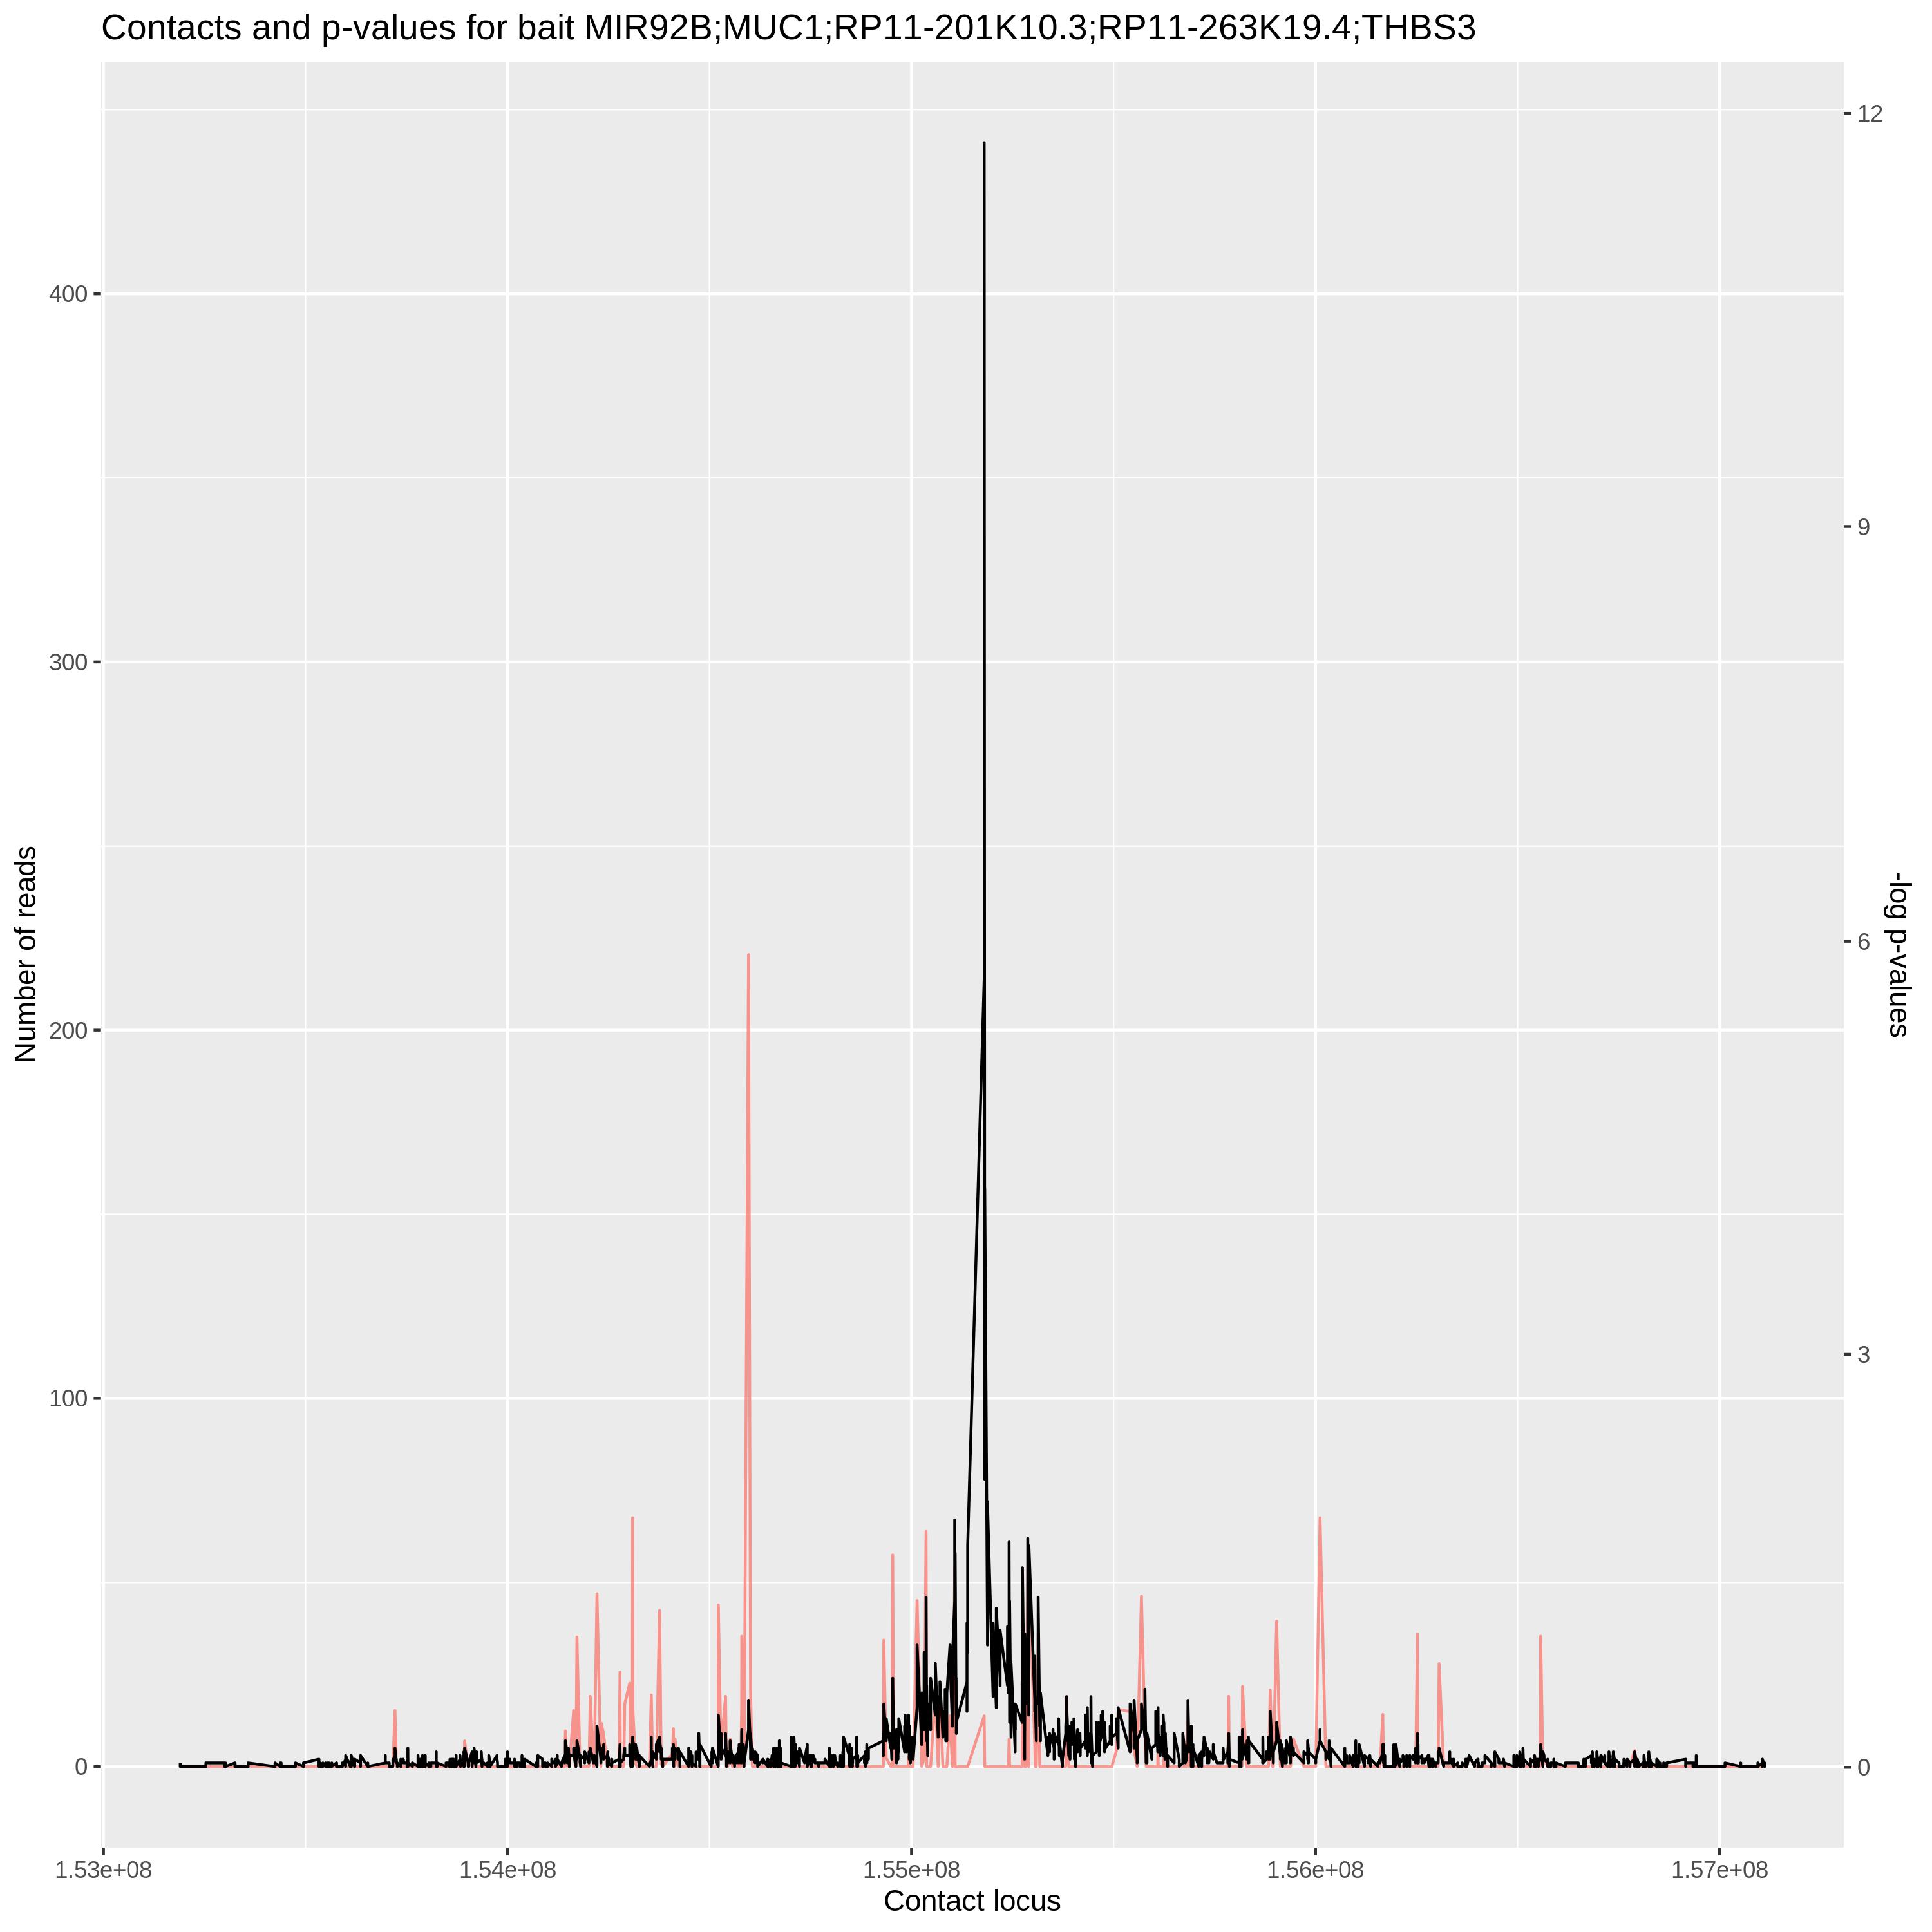 Contacts and p-values for bait MIR92B;MUC1;RP11-201K10.3;RP11-263K19.4;THBS3
12
400
9
300
Number of reads
-log p-values
6
200
100
3
0
0
1.53e+08
1.54e+08
1.55e+08
1.56e+08
1.57e+08
Contact locus